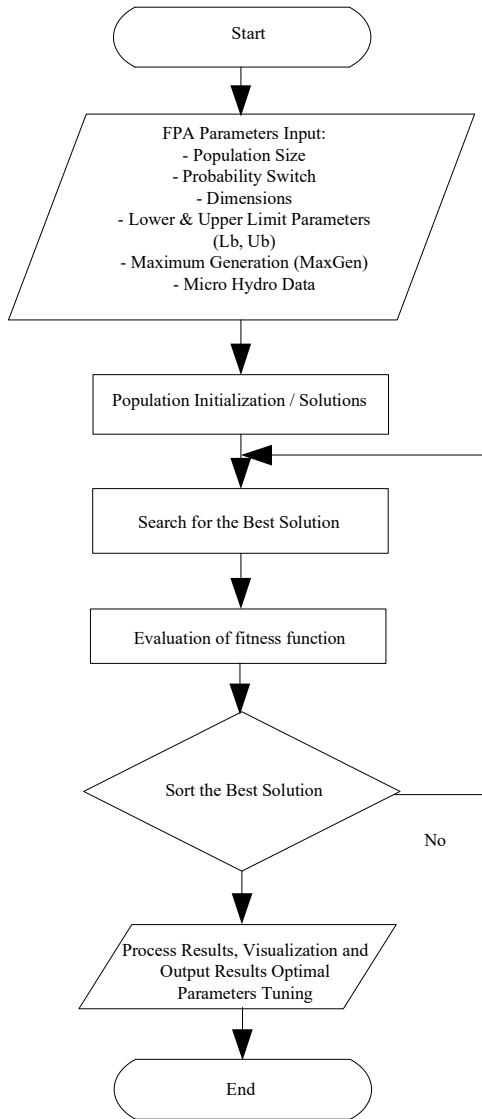 Start
FPA Parameters Input:
- Population Size
- Probability Switch
- Dimensions
- Lower & Upper Limit Parameters
(Lb, Ub)
- Maximum Generation (MaxGen)
- Micro Hydro Data
Population Initialization / Solutions
Search for the Best Solution
Evaluation of fitness function
Sort the Best Solution
No
Process Results, Visualization and
Output Results Optimal
Parameters Tuning
End